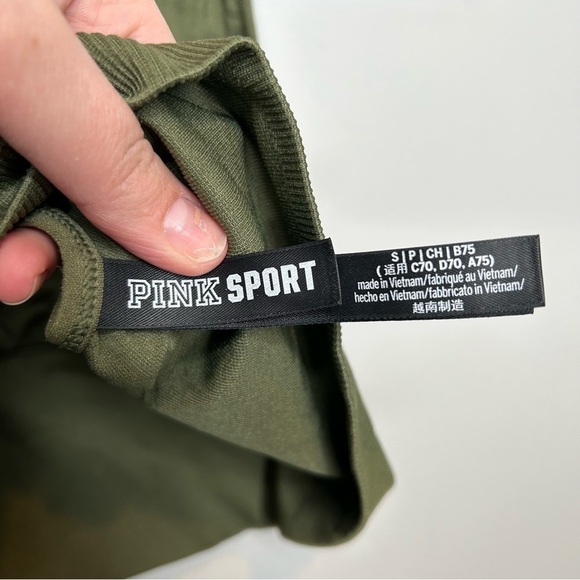 PINK SPORT
S|P|CH|B75
(适用 C70, D70, A75)
made in Vietnam/fabriqué au Vietnam/
hecho en Vietnam/fabbricato in Vietnam/
越南制造